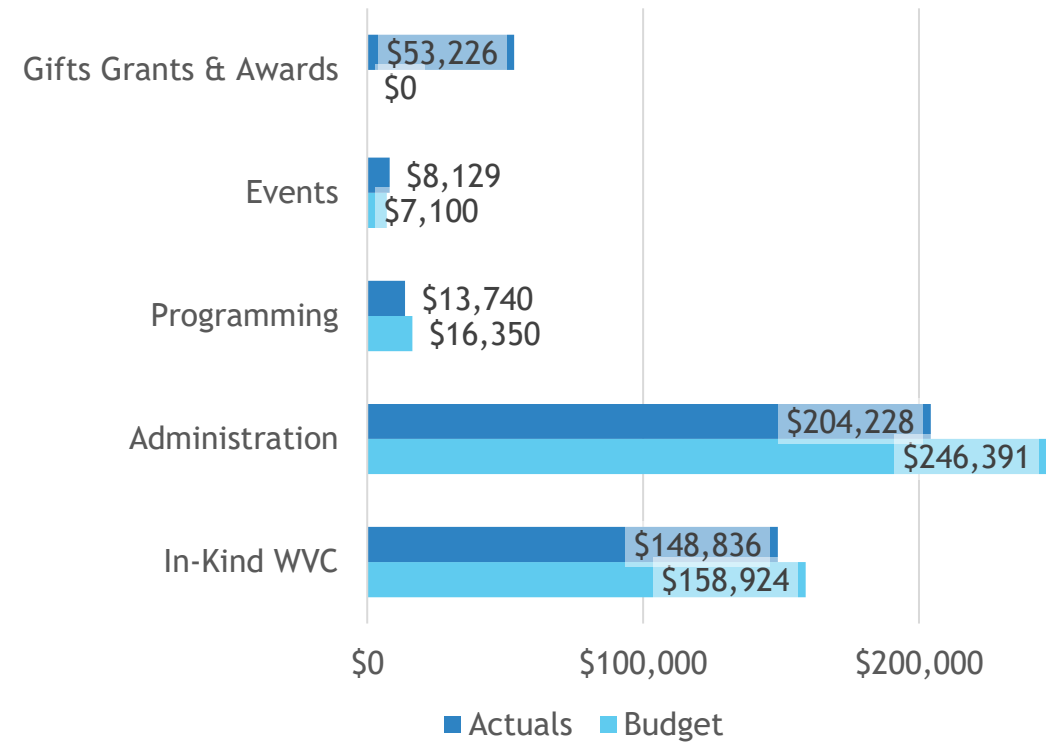 Gifts Grants & Awards
$53,226
$0
Events
$8,129
$7,100
Programming
$13,740
$16,350
Administration
$204,228
$246,391
In-Kind WVC
$148,836
$158,924
$0 $100,000 $200,000
Actuals Budget